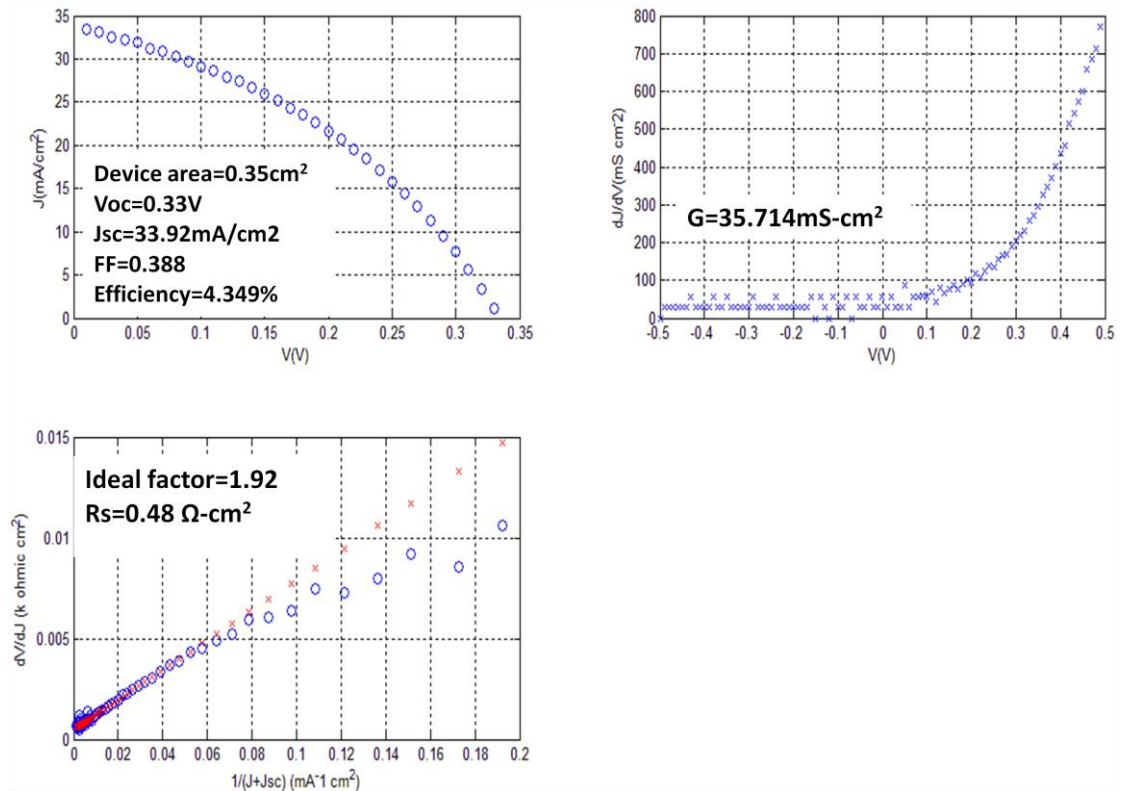 35
30
25
20
15
10
5
0
J(mA/cm²)
Device area=0.35cm²
Voc=0.33V
Jsc=33.92mA/cm2
FF=0.388
Efficiency=4.349%
0 0.05 0.1 0.15 0.2 0.25 0.3 0.35
V(V)
800
700
600
500
400
300
200
100
0
dJ/dV(mS cm-2)
G=35.714mS-cm²
-0.5 -0.4 -0.3 -0.2 -0.1 0 0.1 0.2 0.3 0.4 0.5
V(V)
0.015
0.01
0.005
0
dV/dJ (k ohmic cm²)
Ideal factor=1.92
Rs=0.48 Ω-cm²
0 0.02 0.04 0.06 0.08 0.1 0.12 0.14 0.16 0.18 0.2
1/(J+Jsc) (mA⁻1 cm²)